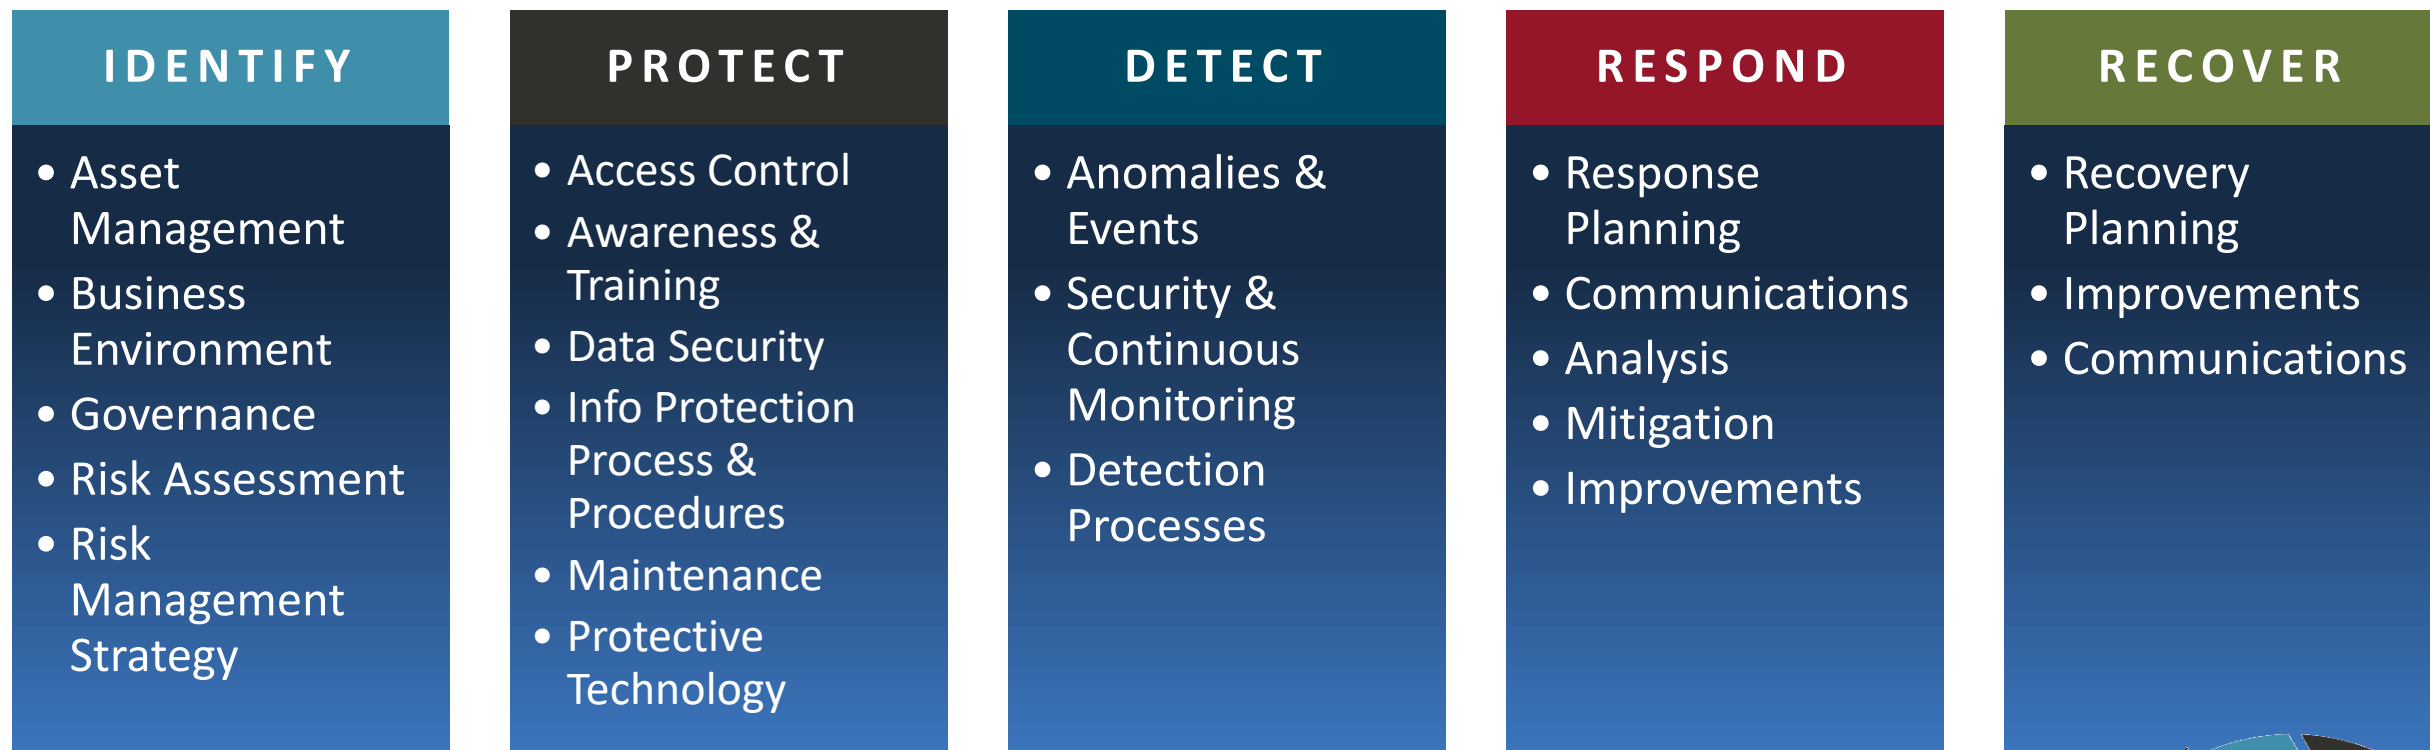 IDENTIFY
• Asset
Management
• Business
Environment
• Governance
• Risk Assessment
• Risk
Management
Strategy
PROTECT
• Access Control
• Awareness &
Training
• Data Security
• Info Protection
Process &
Procedures
• Maintenance
• Protective
Technology
DETECT
• Anomalies &
Events
• Security &
Continuous
Monitoring
• Detection
Processes
RESPOND
• Response
Planning
• Communications
• Analysis
• Mitigation
• Improvements
RECOVER
• Recovery
Planning
• Improvements
• Communications